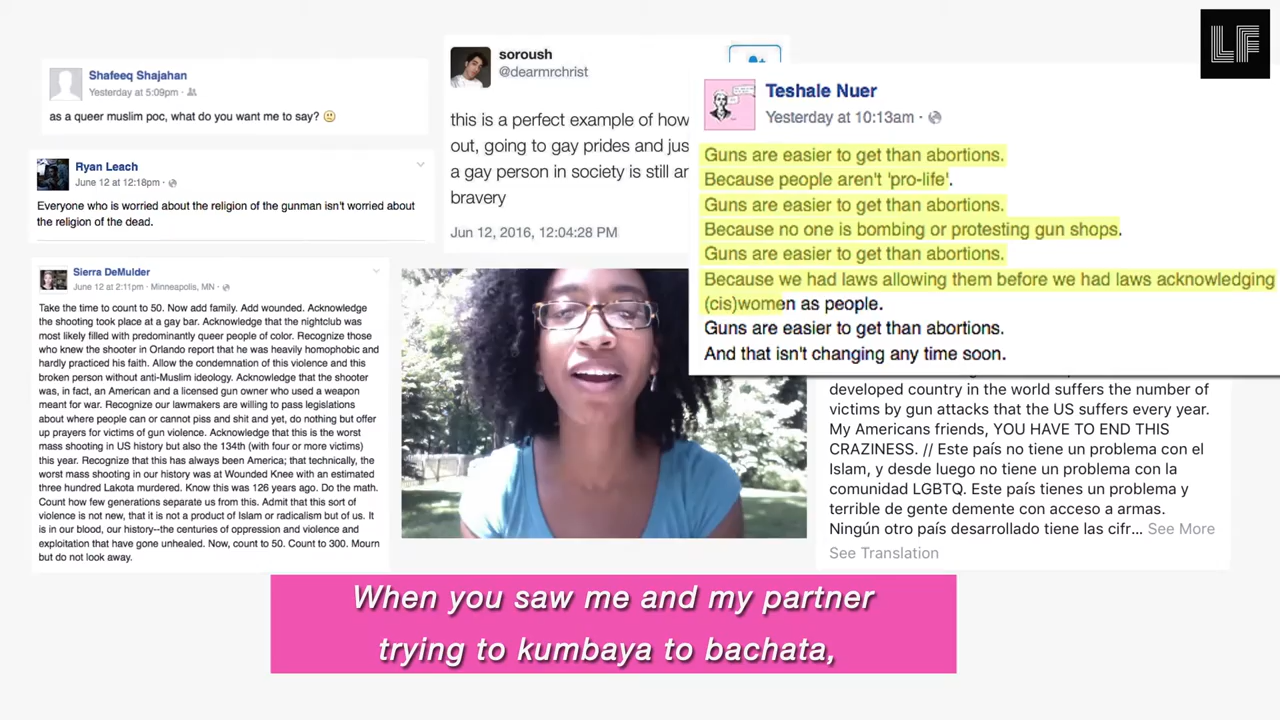 LF
Shafeeq Shajahan
Yesterday at 5:09pm ·
as a queer muslim poc, what do you want me to say?
Ryan Leach
June 12 at 12:18pm ·
Everyone who is worried about the religion of the gunman isn't worried about
the religion of the dead.
Sierra DeMulder
June 12 at 2:11pm · Minneapolis, MN ·
Take the time to count to 50. Now add family. Add wounded. Acknowledge
the shooting took place at a gay bar. Acknowledge that the nightclub was
most likely filled with predominantly queer people of color. Recognize those
who knew the shooter in Orlando report that he was heavily homophobic and
hardly practiced his faith. Allow the condemnation of this violence and this
broken person without anti-Muslim ideology. Acknowledge that the shooter
was, in fact, an American and a licensed gun owner who used a weapon
meant for war. Recognize our lawmakers are willing to pass legislations
about where people can or cannot piss and shit and yet, do nothing but offer
up prayers for victims of gun violence. Acknowledge that this is the worst
mass shooting in US history but also the 134th (with four or more victims)
this year. Recognize that this has always been America; that technically, the
worst mass shooting in our history was at Wounded Knee with an estimated
three hundred Lakota murdered. Know this was 126 years ago. Do the math.
Count how few generations separate us from this. Admit that this sort of
violence is not new, that it is not a product of Islam or radicalism but of us. It
is in our blood, our history--the centuries of oppression and violence and
exploitation that have gone unhealed. Now, count to 50. Count to 300. Mourn
but do not look away.
soroush
@dearmrchrist
this is a perfect example of how
out, going to gay prides and jus
a gay person in society is still ar
bravery
Jun 12, 2016, 12:04:28 PM
Teshale Nuer
Yesterday at 10:13am ·
Guns are easier to get than abortions.
Because people aren't 'pro-life'.
Guns are easier to get than abortions.
Because no one is bombing or protesting gun shops.
Guns are easier to get than abortions.
Because we had laws allowing them before we had laws acknowledging
(cis)women as people.
Guns are easier to get than abortions.
And that isn't changing any time soon.
developed country in the world suffers the number of
victims by gun attacks that the US suffers every year.
My Americans friends, YOU HAVE TO END THIS
CRAZINESS. // Este país no tiene un problema con el
Islam, y desde luego no tiene un problema con la
comunidad LGBTQ. Este país tienes un problema y
terrible de gente demente con acceso a armas.
Ningún otro país desarrollado tiene las cifr... See More
See Translation
When you saw me and my partner
trying to kumbaya to bachata,